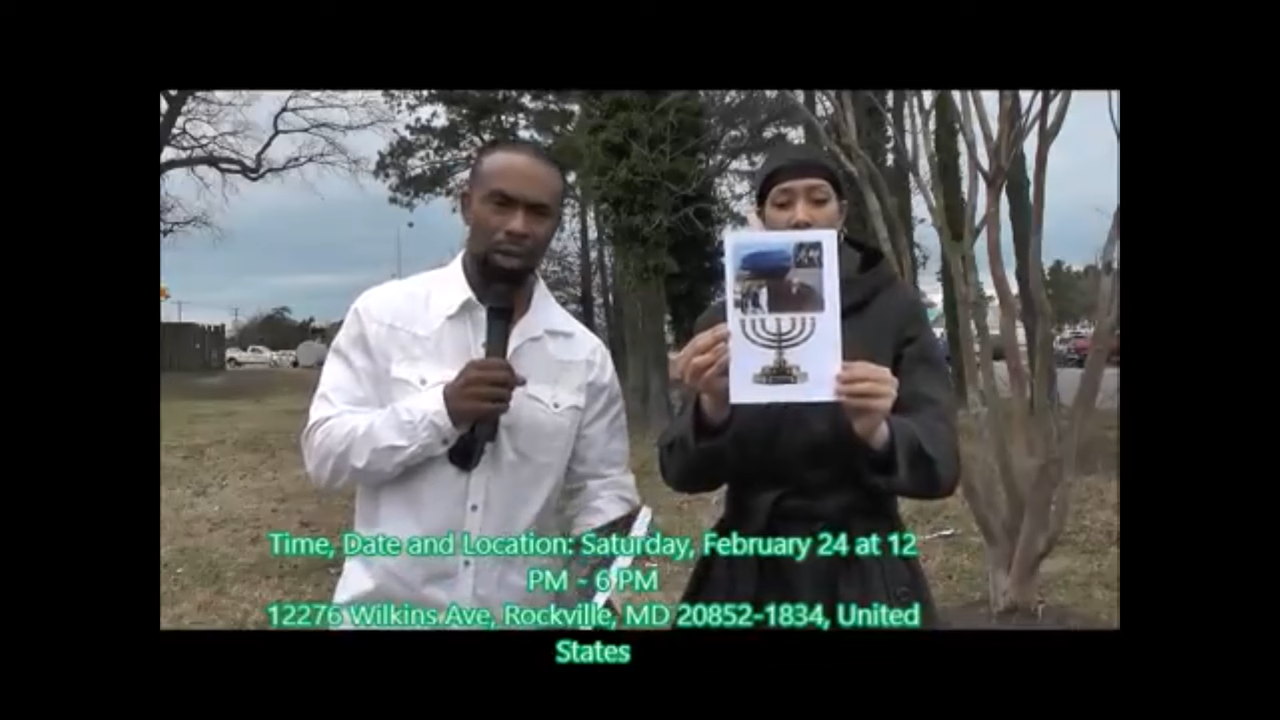 Time, Date and Location: Saturday, February 24 at 12
PM - 6 PM
12276 Wilkins Ave, Rockville, MD 20852-1834, United
States